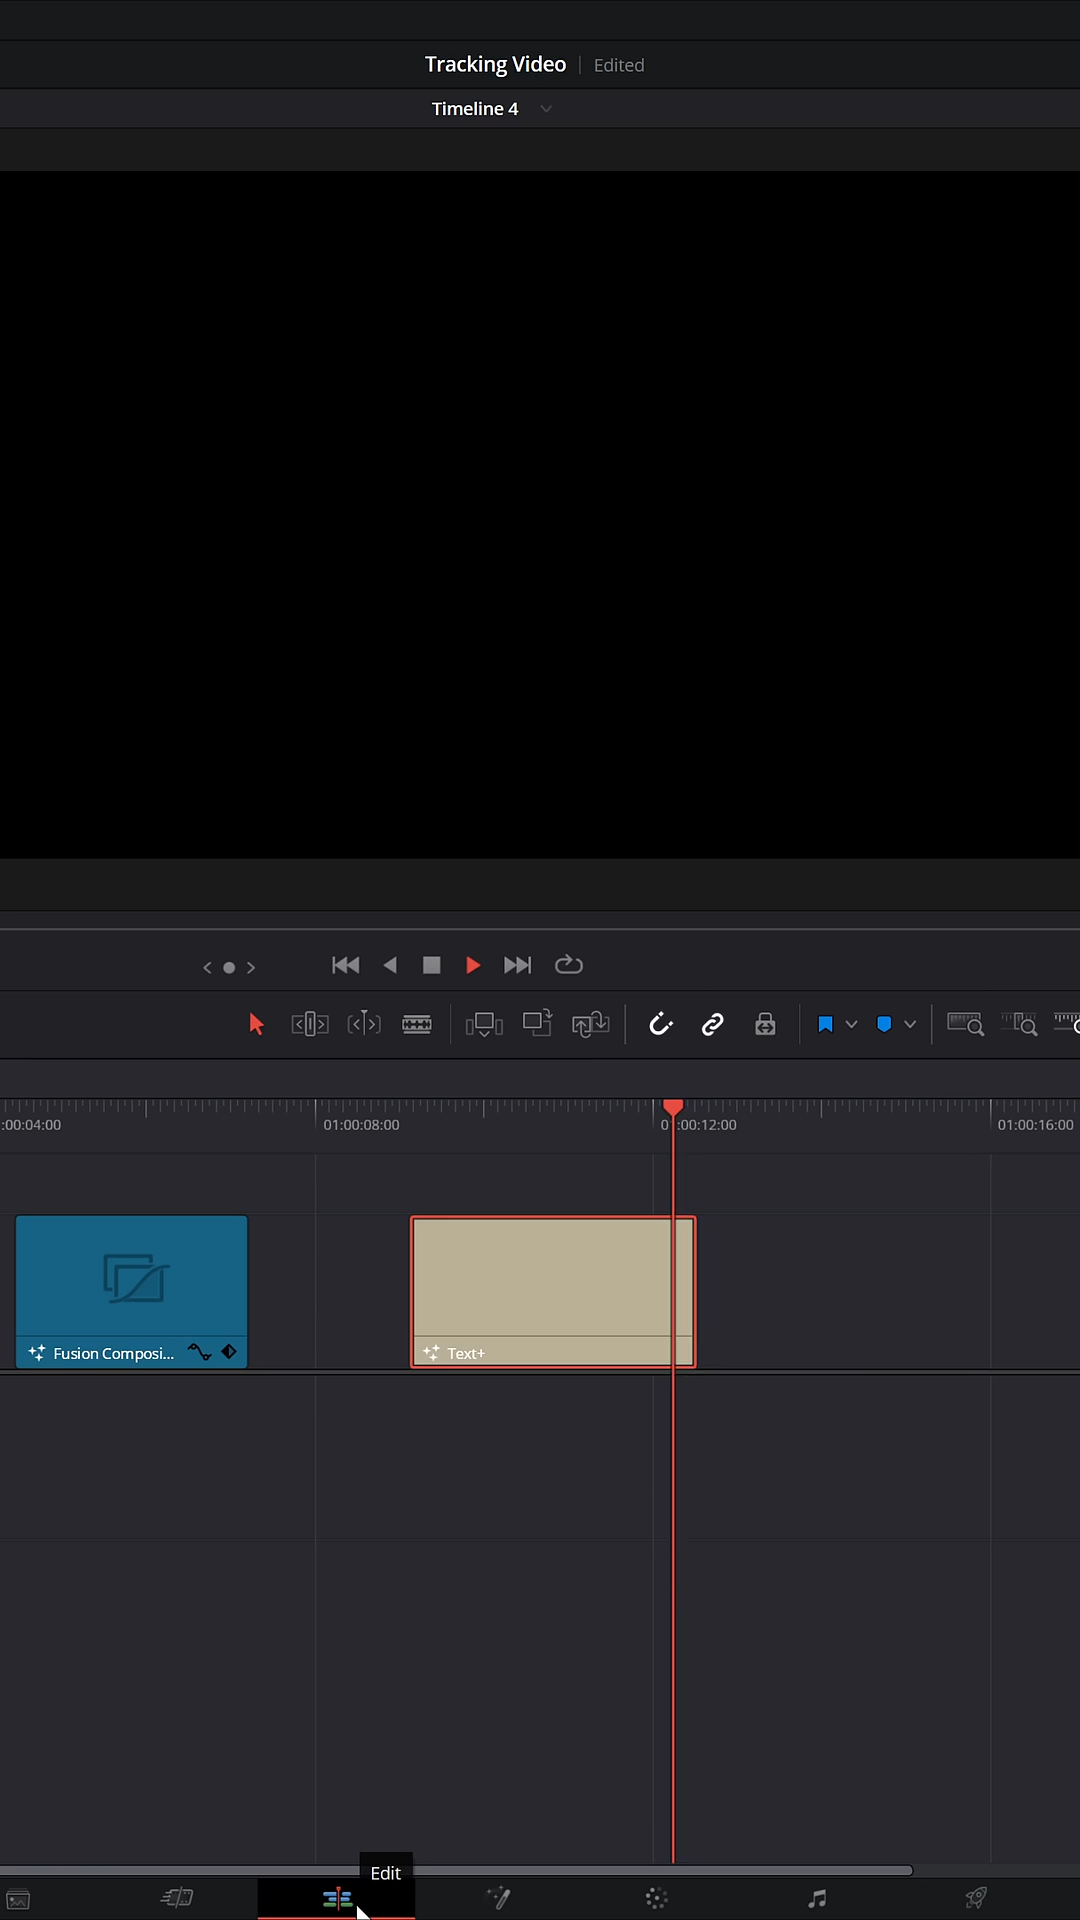 Tracking Video | Edited
Timeline 4
:00:04:00
01:00:08:00
01:00:12:00
01:00:16:00
Fusion Composi...
Text+
Edit